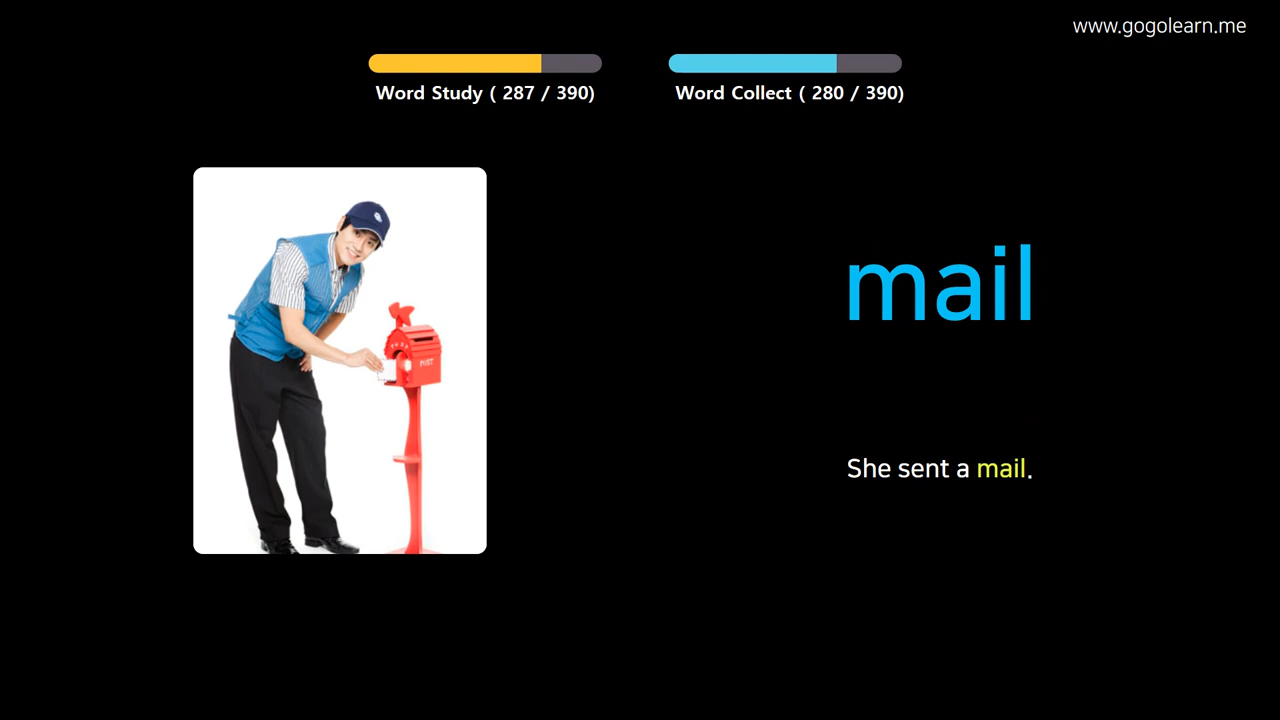 www.gogolearn.me
Word Study ( 287 / 390)
Word Collect ( 280 / 390)
POST
mail
She sent a mail.